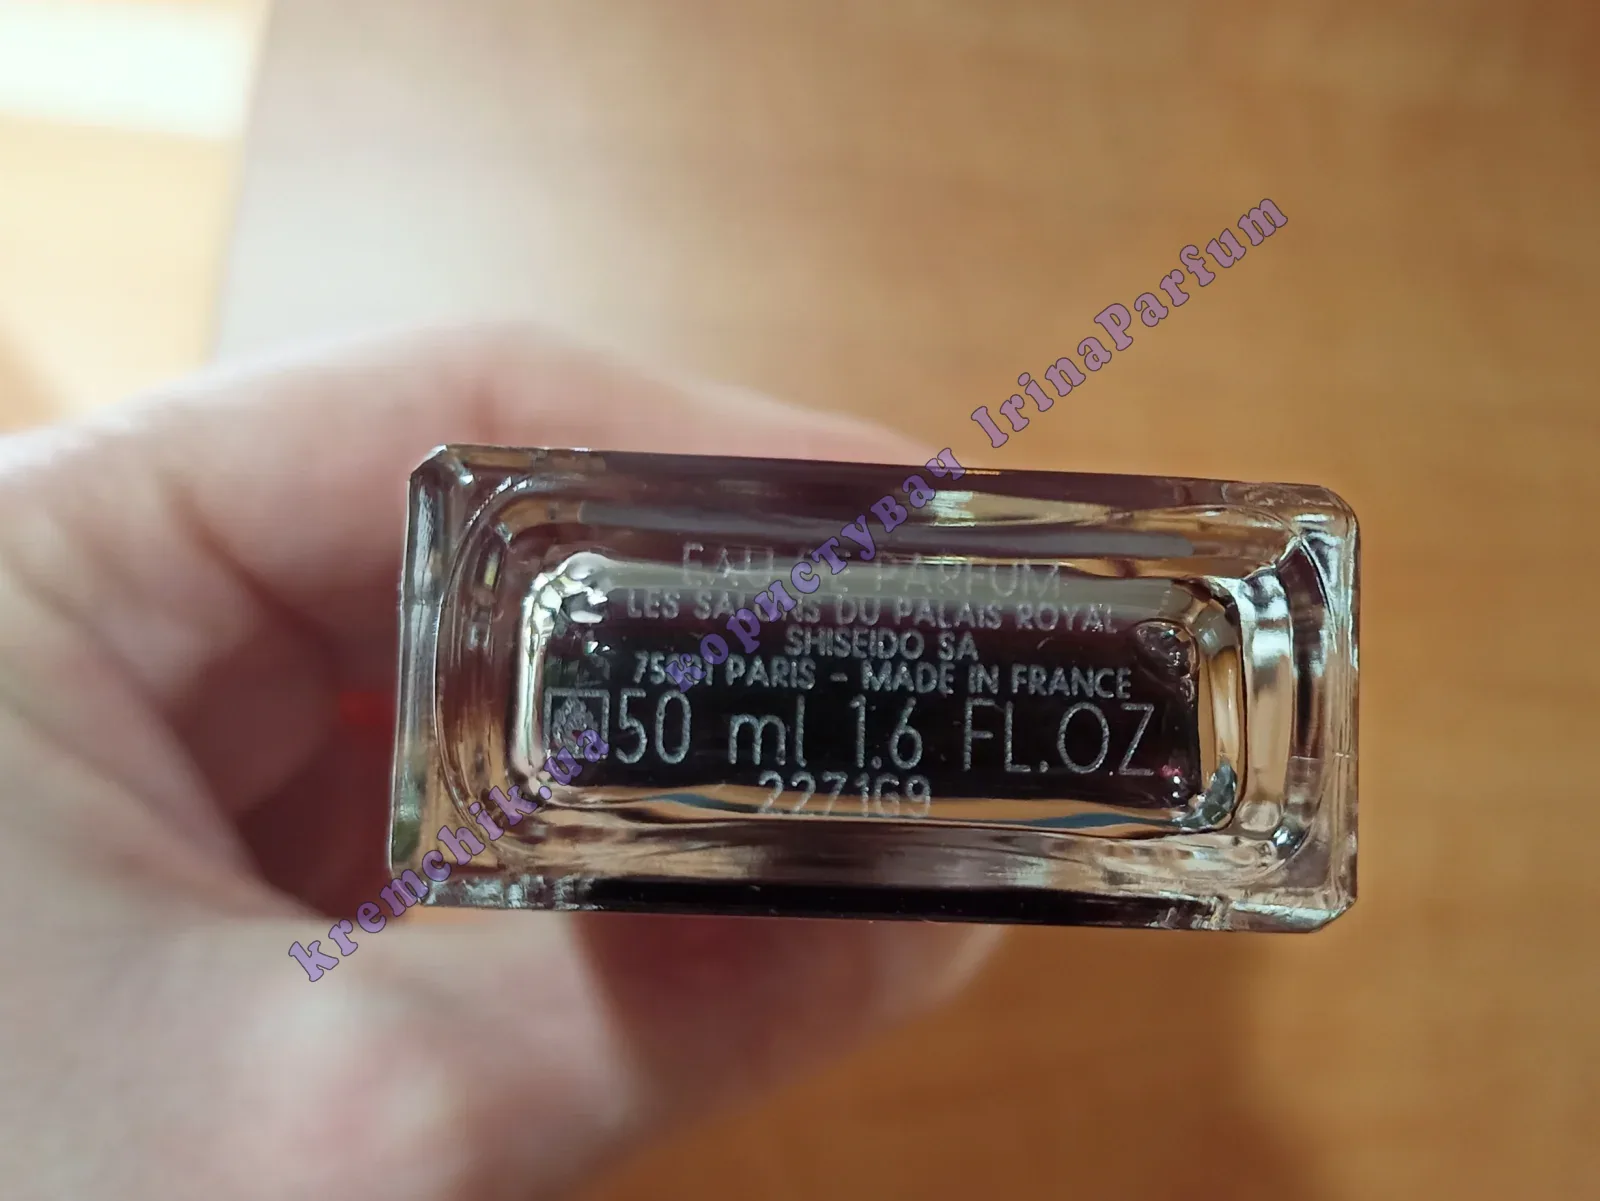 EAU DE PARFUM
LES SALONS DU PALAIS ROYAL
SHISEIDO SA
PARIS - MADE IN FRANCE
50 ml 1.6 FL.OZ
227169
kremchik.ua користувач IrinaParfum